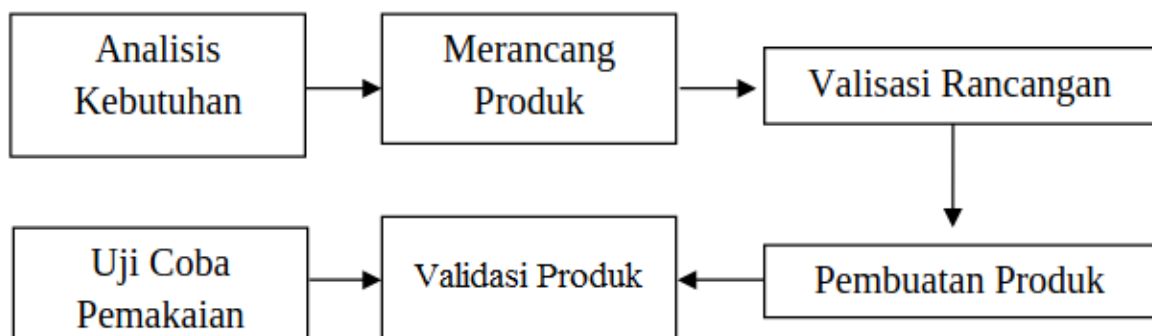 Analisis
Kebutuhan
Merancang
Produk
Valisasi Rancangan
Uji Coba
Pemakaian
Validasi Produk
Pembuatan Produk